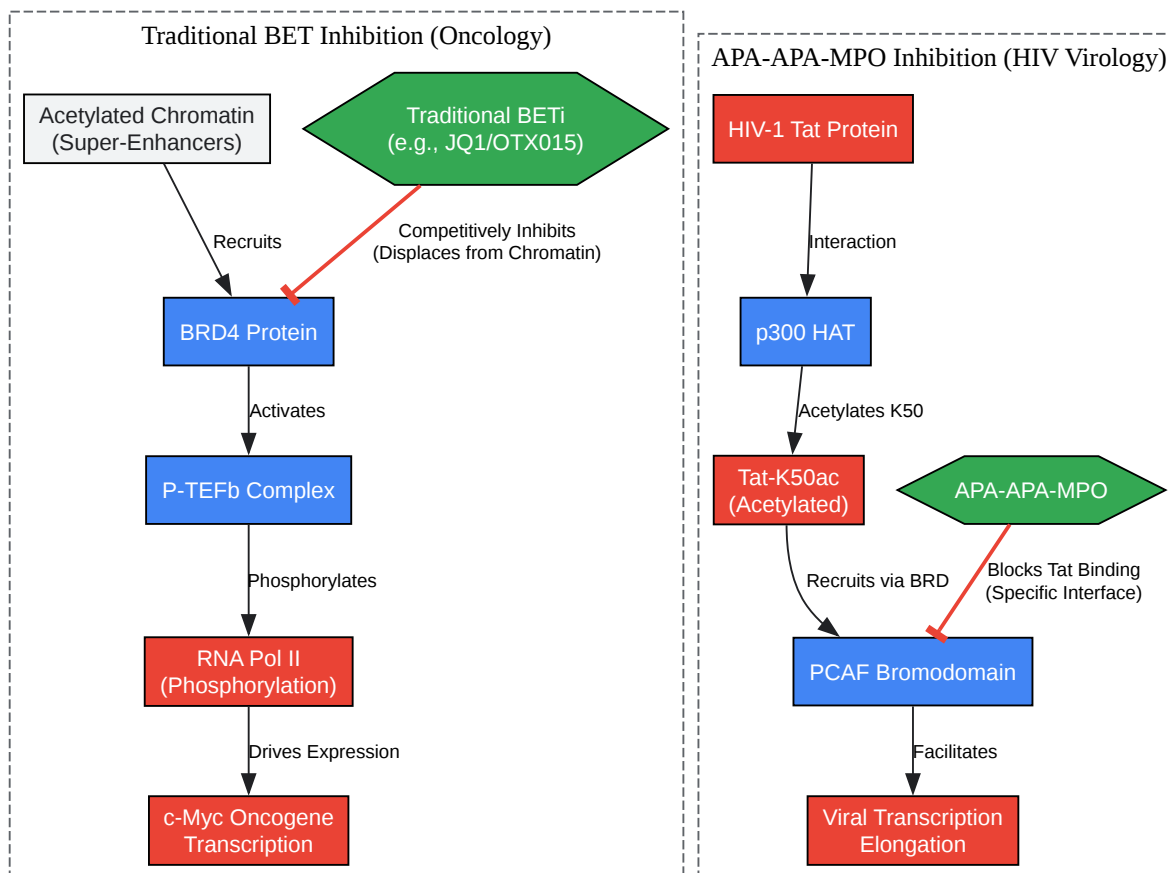 Traditional BET Inhibition (Oncology)
Acetylated Chromatin
(Super-Enhancers)
Traditional BETi
(e.g., JQ1/OTX015)
Recruits
Competitively Inhibits
(Displaces from Chromatin)
BRD4 Protein
Activates
P-TEFb Complex
Phosphorylates
RNA Pol II
(Phosphorylation)
Drives Expression
c-Myc Oncogene
Transcription
APA-APA-MPO Inhibition (HIV Virology)
HIV-1 Tat Protein
Interaction
p300 HAT
Acetylates K50
Tat-K50ac
(Acetylated)
APA-APA-MPO
Recruits via BRD
Blocks Tat Binding
(Specific Interface)
PCAF Bromodomain
Facilitates
Viral Transcription
Elongation